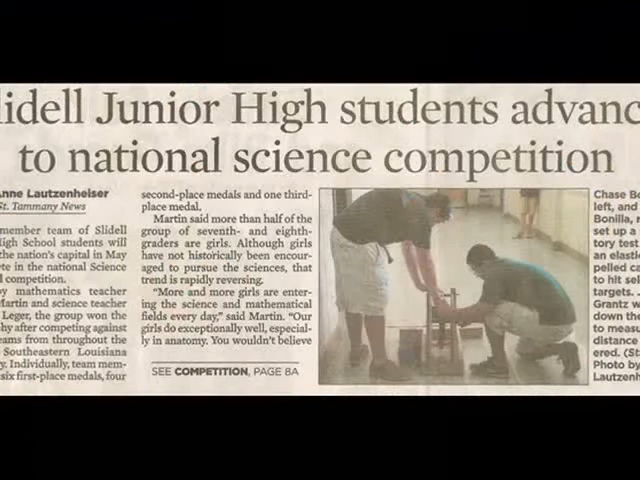 lidell Junior High students advanc
to national science competition
nne Lautzenheiser
St. Tammany News
member team of Slidell
igh School students will
the nation's capital in May
te in the national Science
l competition.
y mathematics teacher
Martin and science teacher
Leger, the group won the
hy after competing against
eams from throughout the
Southeastern Louisiana
y. Individually, team mem-
six first-place medals, four
second-place medals and one third-
place medal.
Martin said more than half of the
group of seventh- and eighth-
graders are girls. Although girls
have not historically been encour-
aged to pursue the sciences, that
trend is rapidly reversing.
"More and more girls are enter-
ing the science and mathematical
fields every day," said Martin. "Our
girls do exceptionally well, especial-
ly in anatomy. You wouldn't believe
SEE COMPETITION, PAGE 8A
Chase Bo
left, and
Bonilla, r
set up a
tory test
an elasti
pelled ca
to hit sel
targets.
Grantz w
down the
to measu
distance
ered. (St
Photo by
Lautzenh